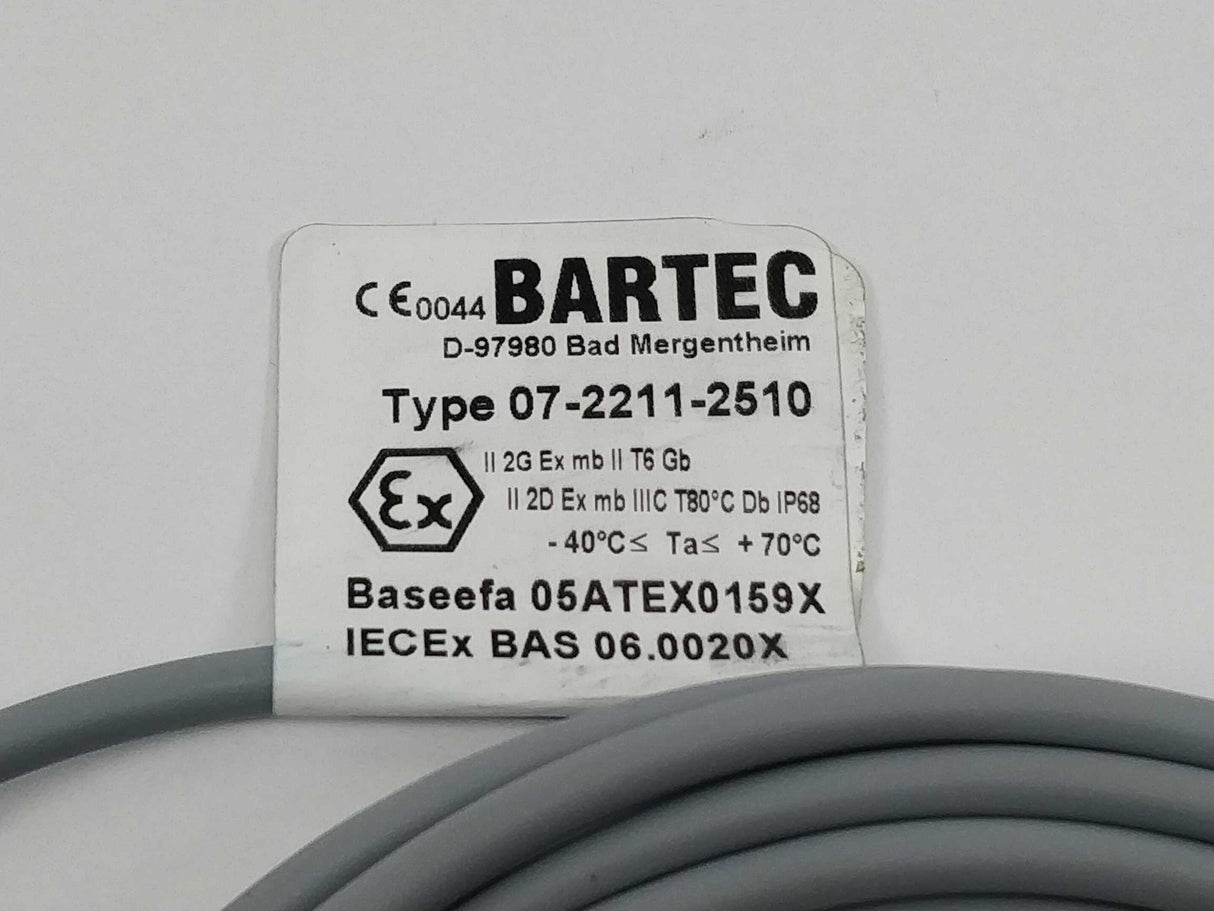 CE0044 BARTEC
D-97980 Bad Mergentheim
Type 07-2211-2510
Ex II 2G Ex mb II T6 Gb
II 2D Ex mb IIIC T80°C Db IP68
- 40°C≤ Ta≤ + 70°C
Baseefa 05ATEX0159X
IECEx BAS 06.0020X